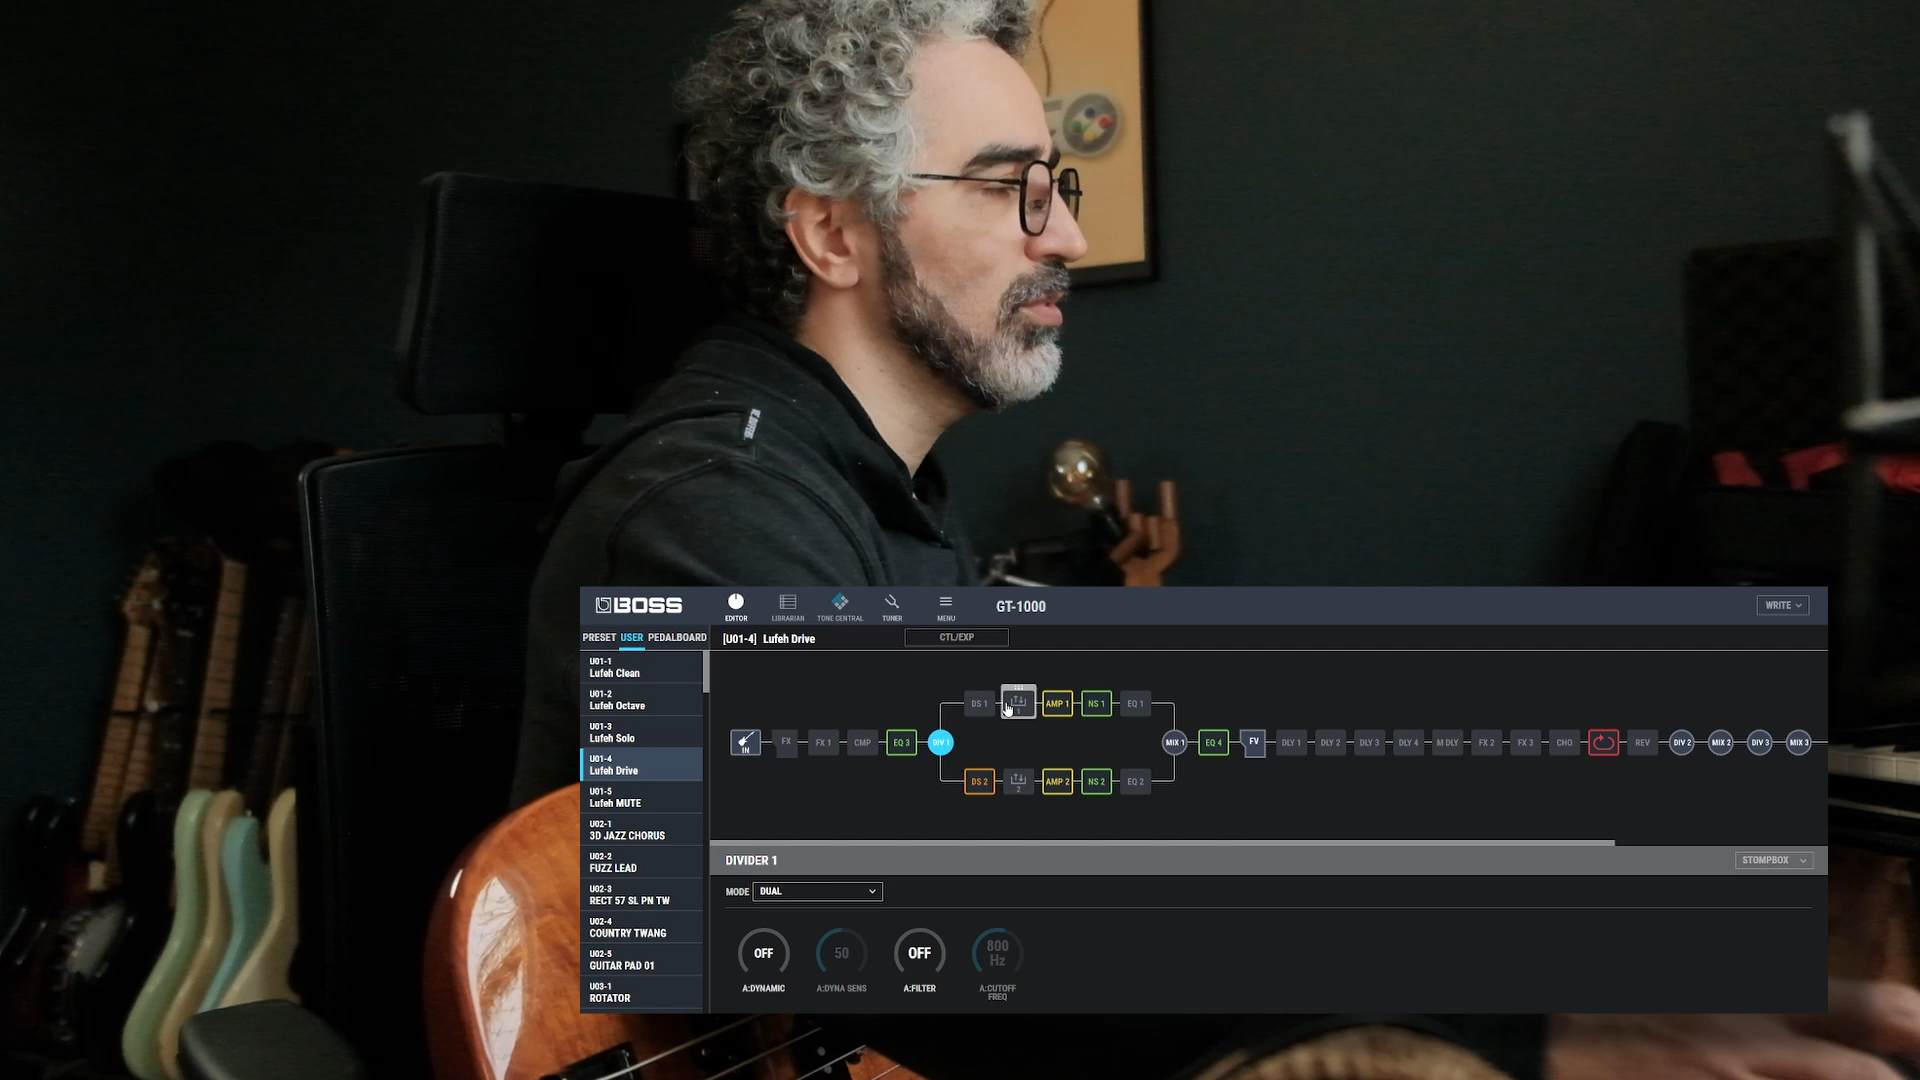 BOSS
EDITOR
LIBRARIAN
TONE CENTRAL
TUNER
MENU
GT-1000
WRITE
PRESET USER PEDALBOARD
[U01-4] Lufeh Drive
CTL/EXP
U01-1
Lufeh Clean
U01-2
Lufeh Octave
U01-3
Lufeh Solo
U01-4
Lufeh Drive
U01-5
Lufeh MUTE
U02-1
3D JAZZ CHORUS
U02-2
FUZZ LEAD
U02-3
RECT 57 SL PN TW
U02-4
COUNTRY TWANG
U02-5
GUITAR PAD 01
U03-1
ROTATOR
DS 1 1 AMP 1 NS 1 EQ 1
IN FX FX 1 CMP EQ 3 DIV 1 MIX 1 EQ 4 FV DLY 1 DLY 2 DLY 3 DLY 4 M DLY FX 2 FX 3 CHO REV DIV 2 MIX 2 DIV 3 MIX 3
DS 2 2 AMP 2 NS 2 EQ 2
DIVIDER 1
STOMPBOX
MODE DUAL
OFF 50 OFF 800 Hz
A:DYNAMIC A:DYNA SENS A:FILTER A:CUTOFF FREQ